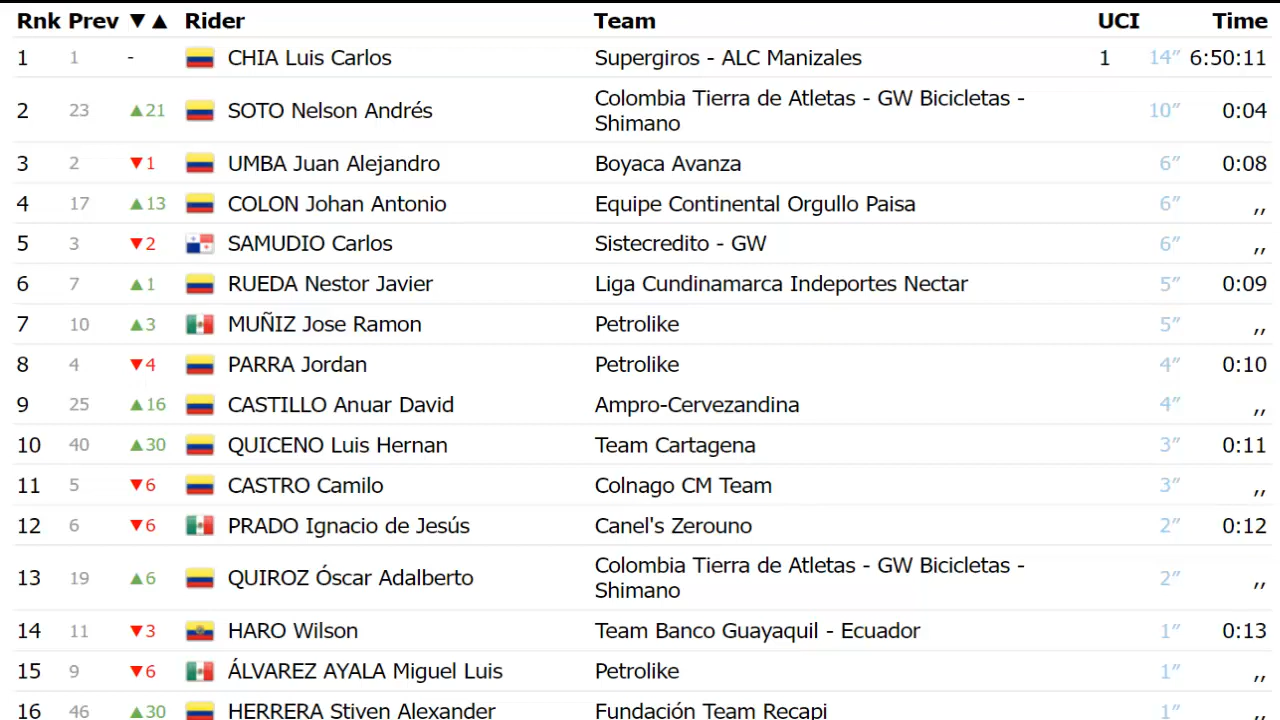 Rnk Prev ▼▲ Rider Team UCI Time
1 1 - CHIA Luis Carlos Supergiros - ALC Manizales 1 14″ 6:50:11
2 23 ▲21 SOTO Nelson Andrés Colombia Tierra de Atletas - GW Bicicletas - 10″ 0:04
Shimano
3 2 ▼1 UMBA Juan Alejandro Boyaca Avanza 6″ 0:08
4 17 ▲13 COLON Johan Antonio Equipe Continental Orgullo Paisa 6″ ,,
5 3 ▼2 SAMUDIO Carlos Sistecredito - GW 6″ ,,
6 7 ▲1 RUEDA Nestor Javier Liga Cundinamarca Indeportes Nectar 5″ 0:09
7 10 ▲3 MUÑIZ Jose Ramon Petrolike 5″ ,,
8 4 ▼4 PARRA Jordan Petrolike 4″ 0:10
9 25 ▲16 CASTILLO Anuar David Ampro-Cervezandina 4″ ,,
10 40 ▲30 QUICENO Luis Hernan Team Cartagena 3″ 0:11
11 5 ▼6 CASTRO Camilo Colnago CM Team 3″ ,,
12 6 ▼6 PRADO Ignacio de Jesús Canel's Zerouno 2″ 0:12
13 19 ▲6 QUIROZ Óscar Adalberto Colombia Tierra de Atletas - GW Bicicletas - 2″ ,,
Shimano
14 11 ▼3 HARO Wilson Team Banco Guayaquil - Ecuador 1″ 0:13
15 9 ▼6 ÁLVAREZ AYALA Miguel Luis Petrolike 1″ ,,
16 46 ▲30 HERRERA Stiven Alexander Fundación Team Recapi 1″ ,,